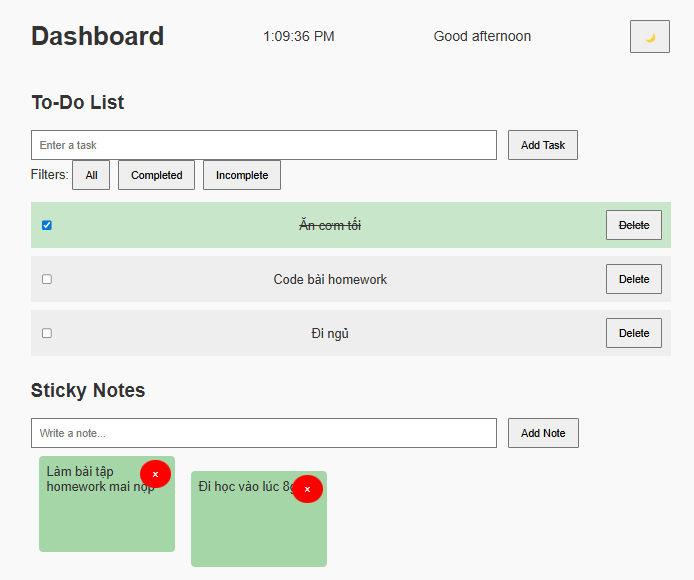 Dashboard 1:09:36 PM Good afternoon
To-Do List
Enter a task Add Task
Filters: All Completed Incomplete
Ăn cơm tối Delete
Code bài homework Delete
Đi ngủ Delete
Sticky Notes
Write a note... Add Note
Làm bài tập
homework mai nộp
×
Đi học vào lúc
×